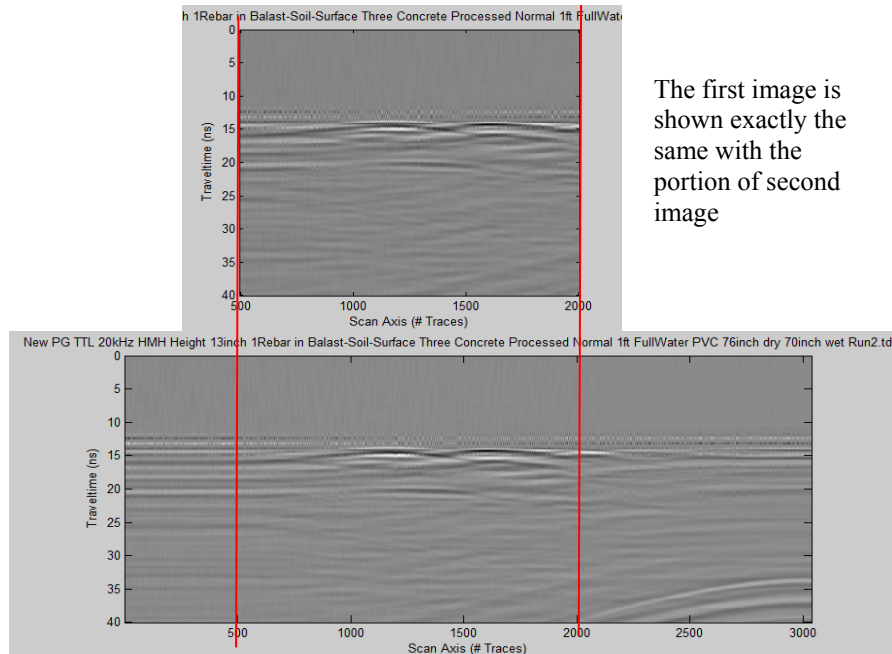 h 1Rebar in Balast-Soil-Surface Three Concrete Processed Normal 1ft FullWate
0
5
10
15
20
25
30
35
40
Traveltime (ns)
500
1000
1500
2000
Scan Axis (# Traces)
The first image is
shown exactly the
same with the
portion of second
image
New PG TTL 20kHz HMH Height 13inch 1Rebar in Balast-Soil-Surface Three Concrete Processed Normal 1ft FullWater PVC 76inch dry 70inch wet Run2.td
0
5
10
15
20
25
30
35
40
Traveltime (ns)
500
1000
1500
2000
2500
3000
Scan Axis (# Traces)